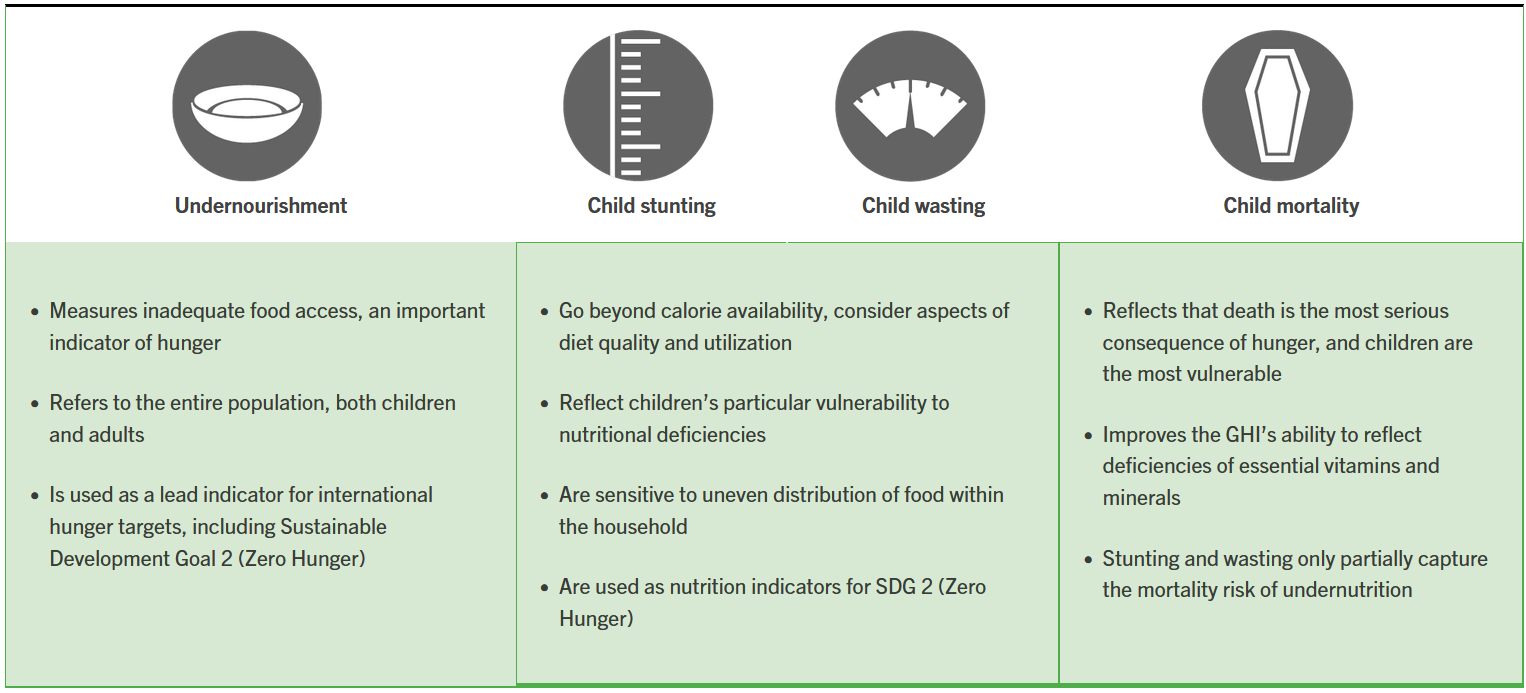 Undernourishment
Child stunting
Child wasting
Child mortality
• Measures inadequate food access, an important
indicator of hunger
• Refers to the entire population, both children
and adults
• Is used as a lead indicator for international
hunger targets, including Sustainable
Development Goal 2 (Zero Hunger)
• Go beyond calorie availability, consider aspects of
diet quality and utilization
• Reflect children’s particular vulnerability to
nutritional deficiencies
• Are sensitive to uneven distribution of food within
the household
• Are used as nutrition indicators for SDG 2 (Zero
Hunger)
• Reflects that death is the most serious
consequence of hunger, and children are
the most vulnerable
• Improves the GHI’s ability to reflect
deficiencies of essential vitamins and
minerals
• Stunting and wasting only partially capture
the mortality risk of undernutrition